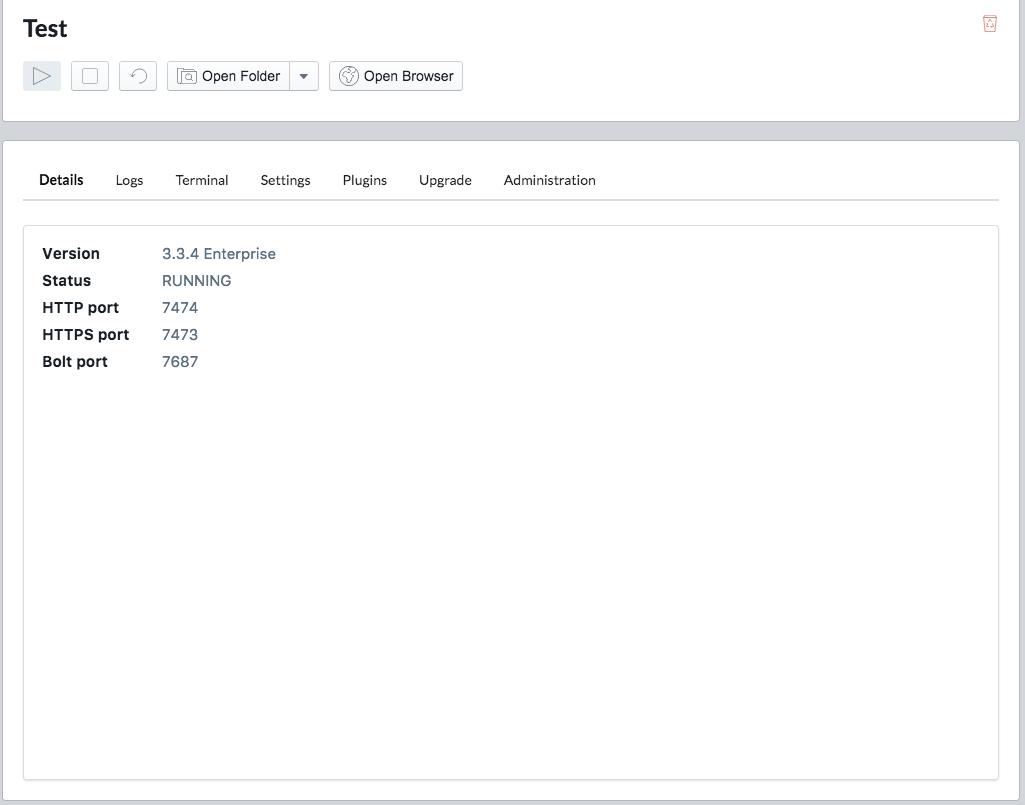 Test
Open Folder Open Browser
Details Logs Terminal Settings Plugins Upgrade Administration
Version 3.3.4 Enterprise
Status RUNNING
HTTP port 7474
HTTPS port 7473
Bolt port 7687